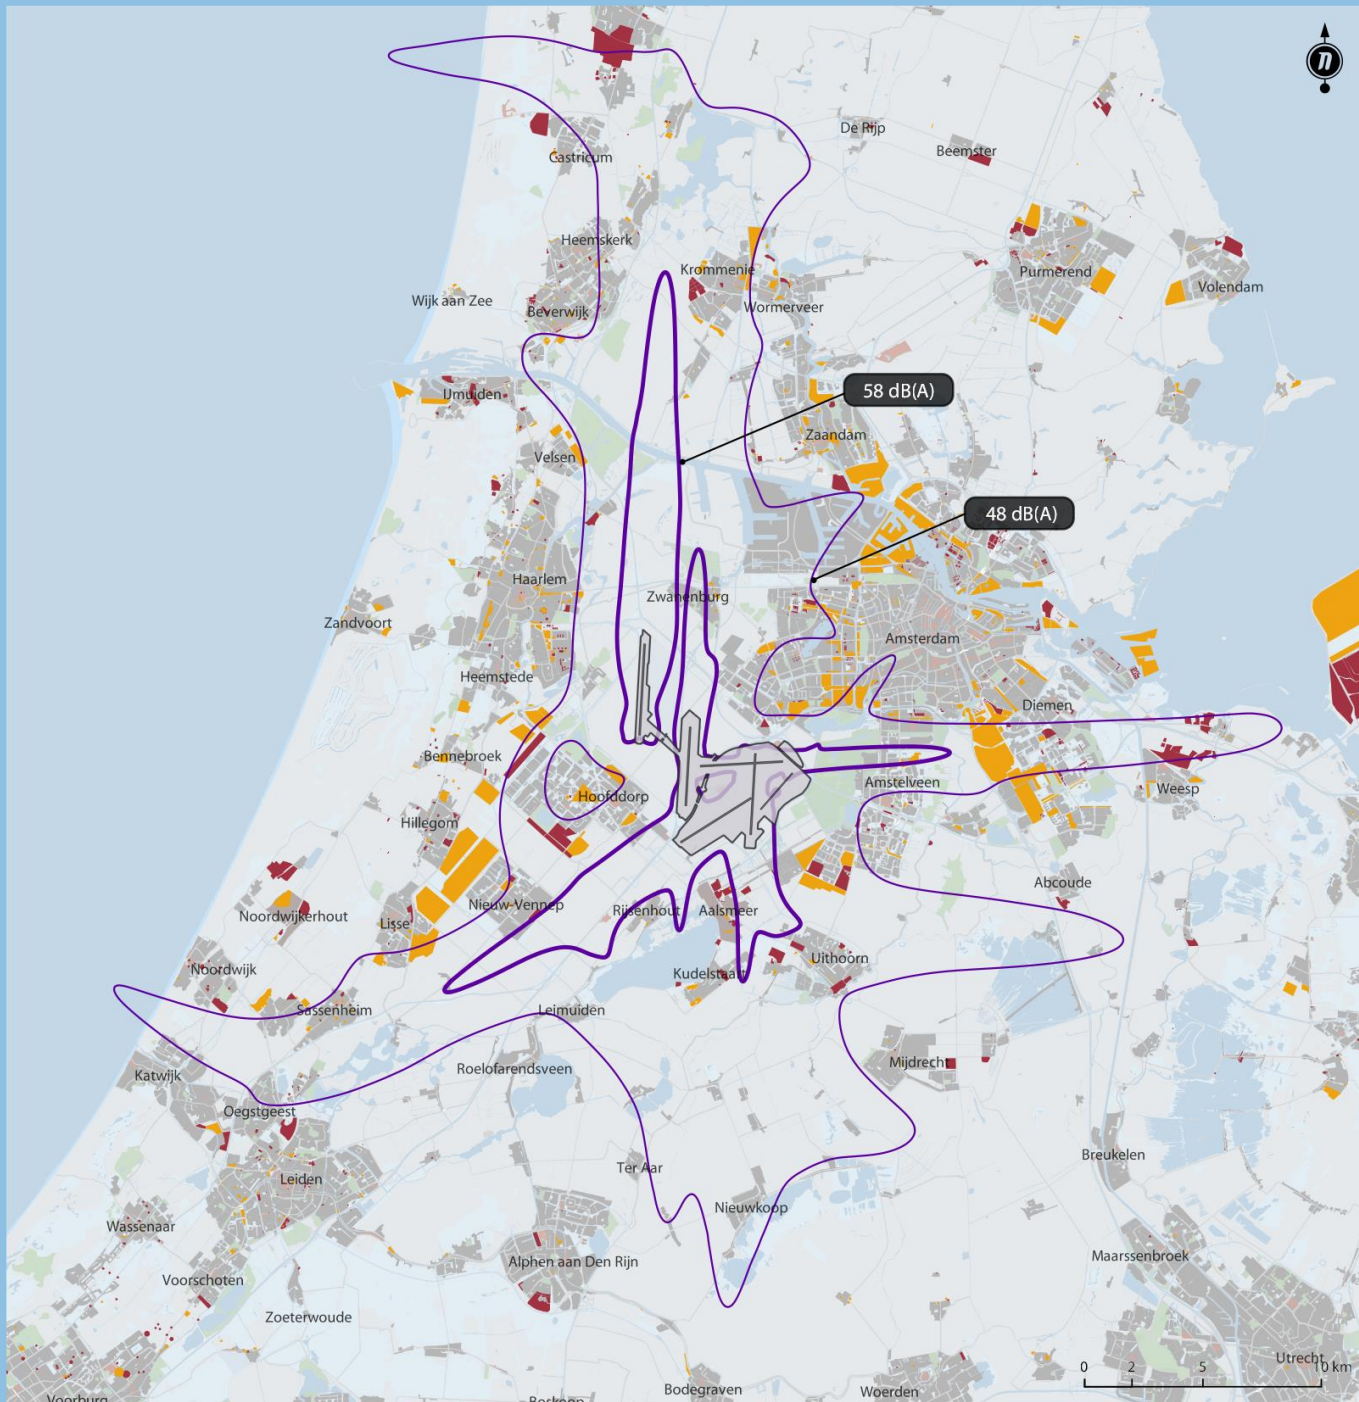 n
De Rijp
Beemster
Castricum
Heemskerk
Krommenie
Purmerend
Volendam
Wijk aan Zee
Beverwijk
Wormerveer
58 dB(A)
IJmuiden
Zaandam
Velsen
48 dB(A)
Haarlem
Zwanenburg
Zandvoort
Amsterdam
Heemstede
Diemen
Bennebroek
Amstelveen
Weesp
Hoofddorp
Hillegom
Abcoude
Nieuw-Vennep
Rijsenhout
Aalsmeer
Noordwijkerhout
Lisse
Uithoorn
Noordwijk
Kudelstaart
Sassenheim
Leimuiden
Mijdrecht
Roelofarendsveen
Katwijk
Oegstgeest
Breukelen
Ter Aar
Leiden
Nieuwkoop
Wassenaar
Maarssenbroek
Alphen aan Den Rijn
Voorschoten
Zoeterwoude
Utrecht
0 2 5 10 km
Bodegraven
Woerden
Voorburg
Boskoop